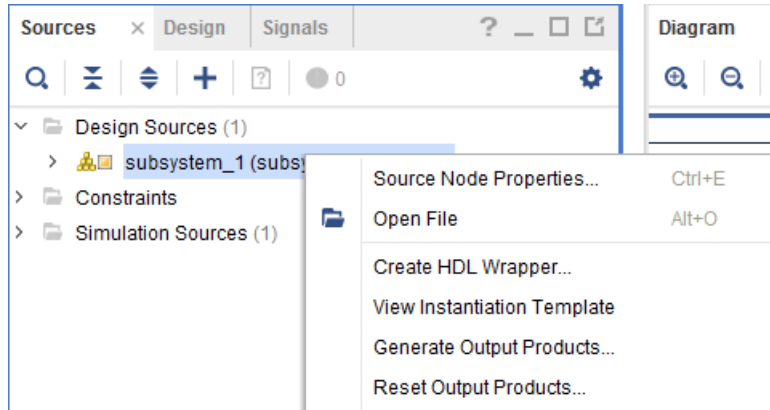 Sources × Design Signals ? Diagram
0
Design Sources (1)
subsystem_1 (subsy
Constraints
Simulation Sources (1)
Source Node Properties... Ctrl+E
Open File Alt+O
Create HDL Wrapper...
View Instantiation Template
Generate Output Products...
Reset Output Products...